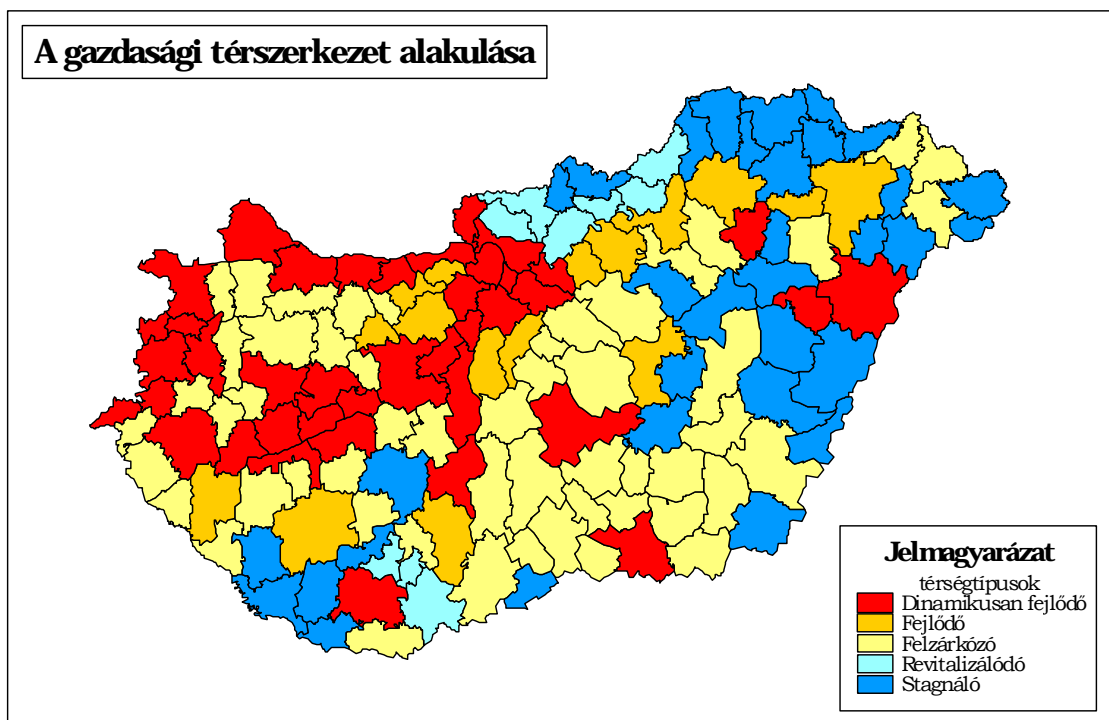 A gazdasági térszerkezet alakulása
Jelmagyarázat
térségtípusok
Dinamikusan fejlődő
Fejlődő
Felzárkózó
Revitalizálódó
Stagnáló